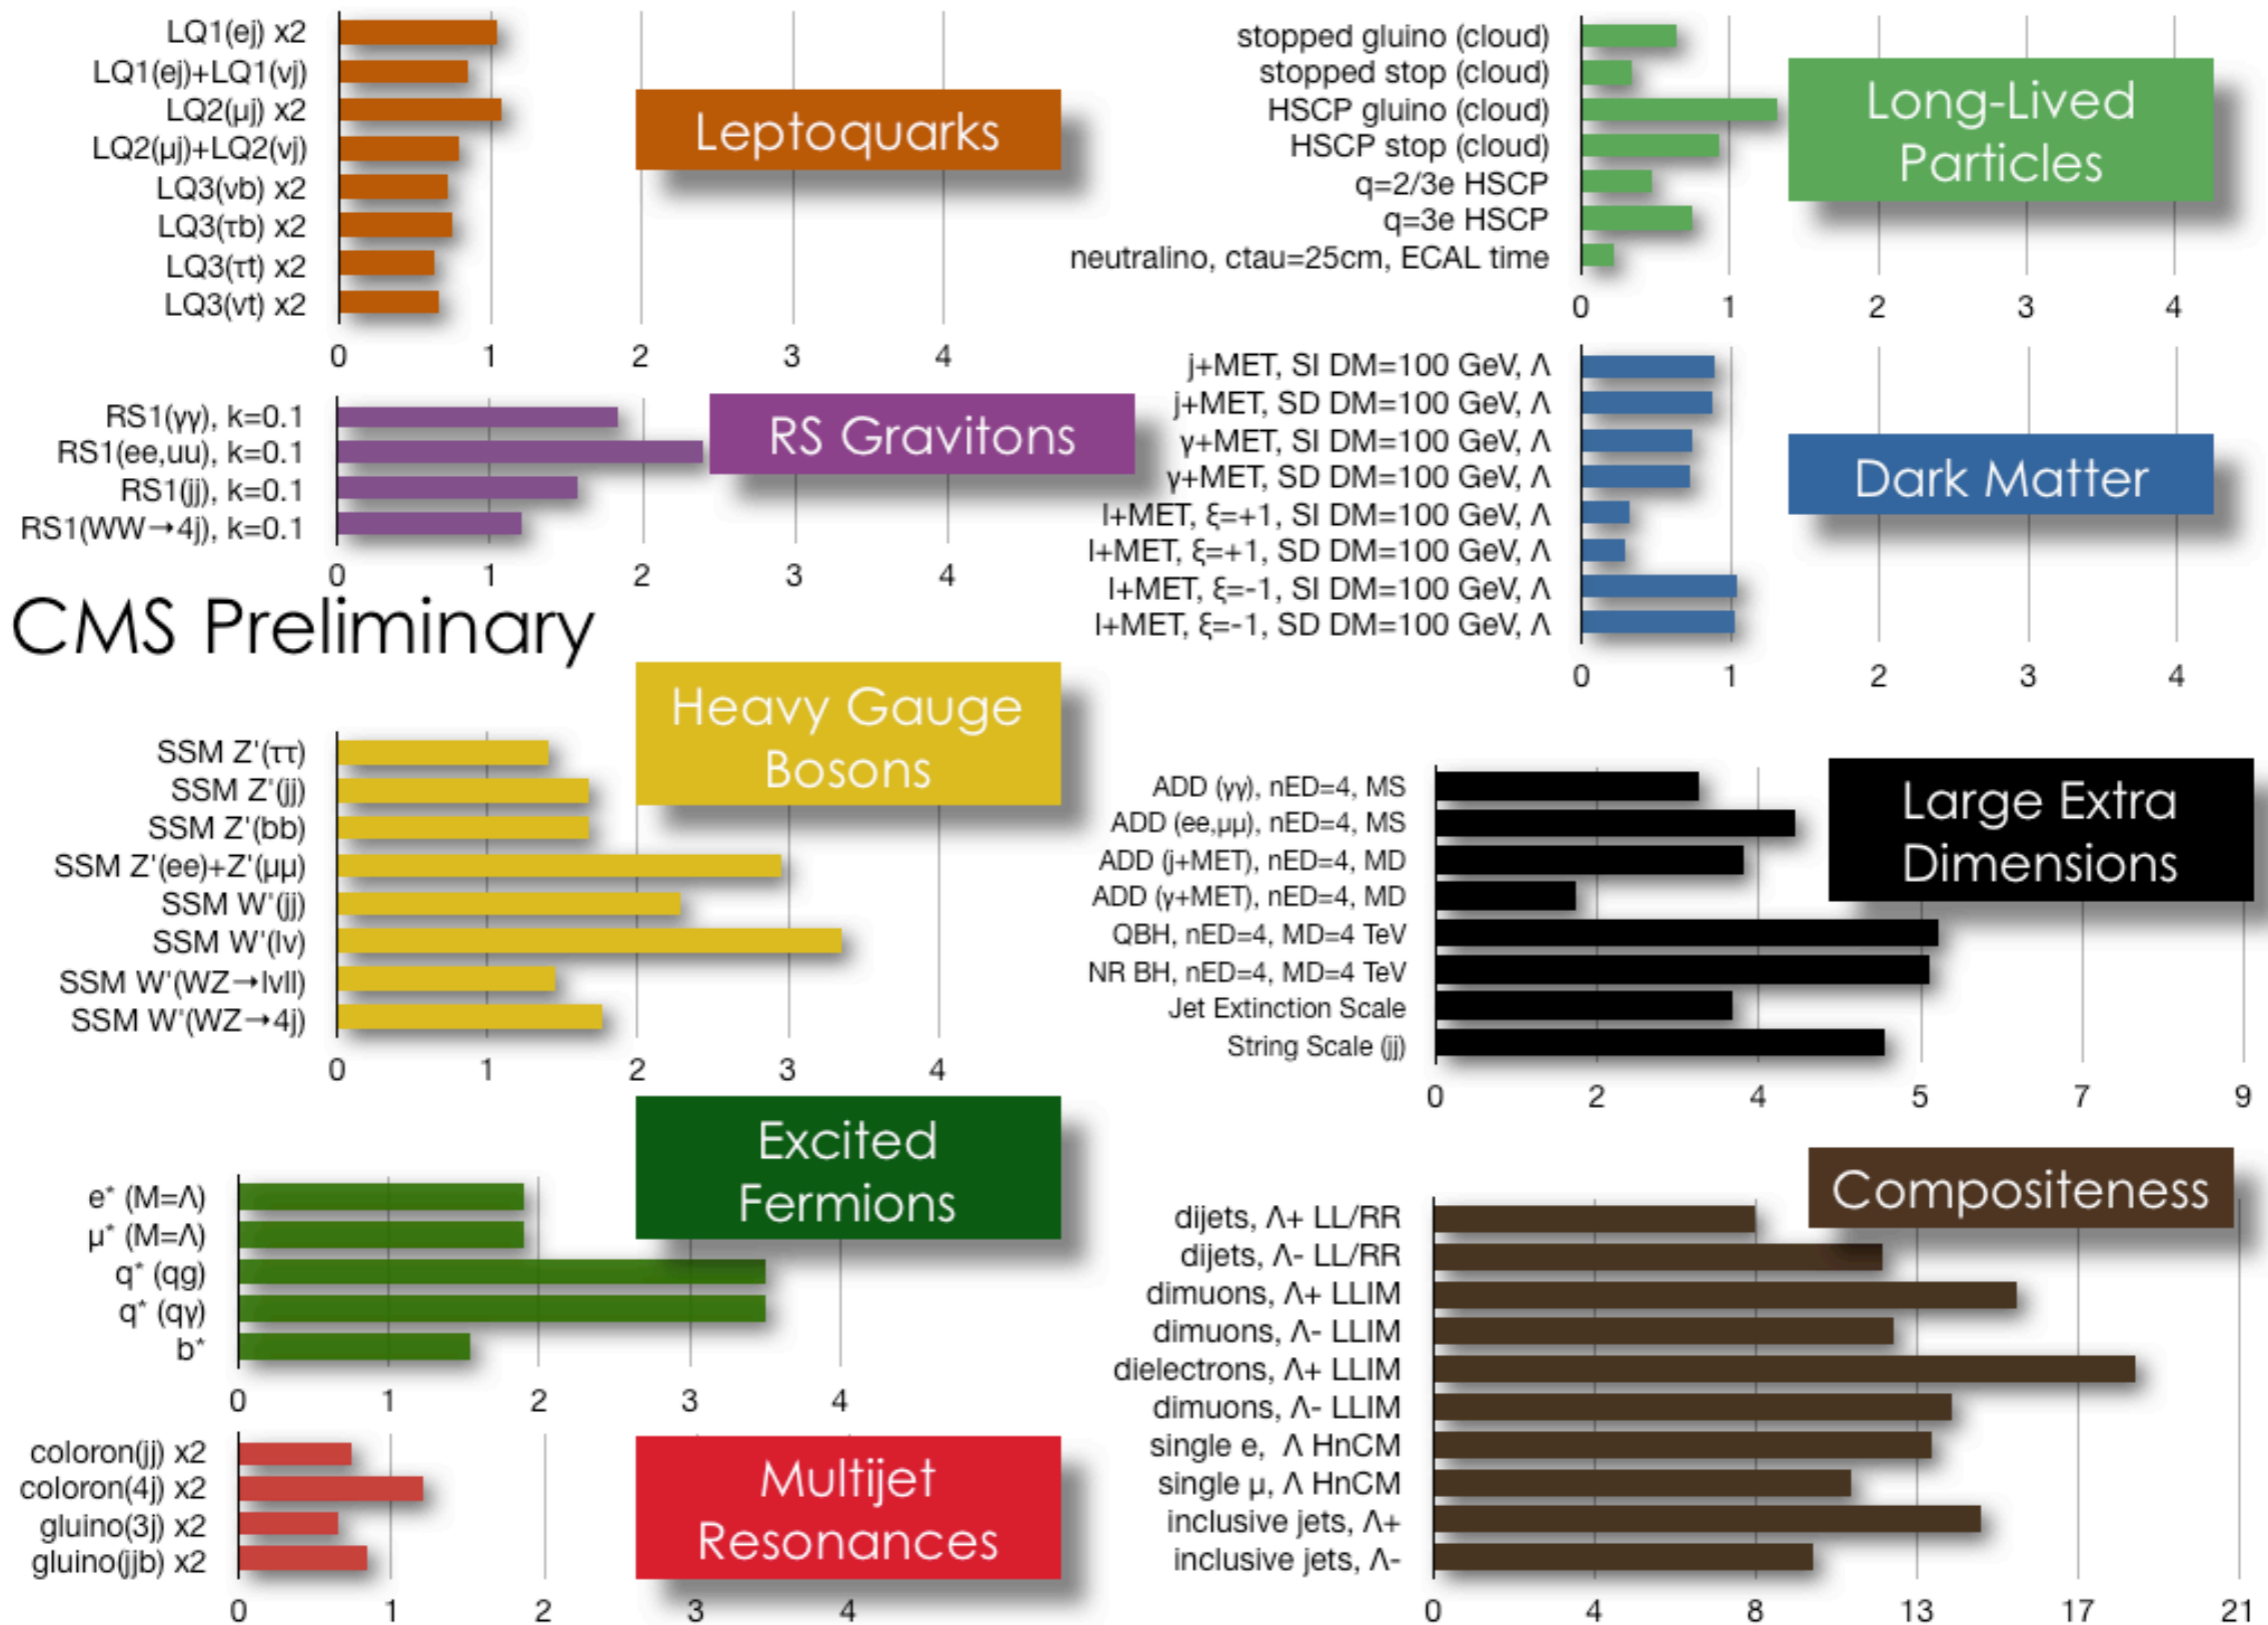 LQ1(ej) x2
LQ1(ej)+LQ1(νj)
LQ2(μj) x2
LQ2(μj)+LQ2(νj)
LQ3(νb) x2
LQ3(τb) x2
LQ3(τt) x2
LQ3(vt) x2
0 1 2 3 4
Leptoquarks
RS1(γγ), k=0.1
RS1(ee,uu), k=0.1
RS1(jj), k=0.1
RS1(WW→4j), k=0.1
0 1 2 3 4
RS Gravitons
CMS Preliminary
Heavy Gauge
Bosons
SSM Z'(ττ)
SSM Z'(jj)
SSM Z'(bb)
SSM Z'(ee)+Z'(μμ)
SSM W'(jj)
SSM W'(lν)
SSM W'(WZ→lνll)
SSM W'(WZ→4j)
0 1 2 3 4
Excited
Fermions
e* (M=Λ)
μ* (M=Λ)
q* (qg)
q* (qγ)
b*
0 1 2 3 4
coloron(jj) x2
coloron(4j) x2
gluino(3j) x2
gluino(jjb) x2
0 1 2 3 4
Multijet
Resonances
stopped gluino (cloud)
stopped stop (cloud)
HSCP gluino (cloud)
HSCP stop (cloud)
q=2/3e HSCP
q=3e HSCP
neutralino, ctau=25cm, ECAL time
0 1 2 3 4
Long-Lived
Particles
j+MET, SI DM=100 GeV, Λ
j+MET, SD DM=100 GeV, Λ
γ+MET, SI DM=100 GeV, Λ
γ+MET, SD DM=100 GeV, Λ
l+MET, ξ=+1, SI DM=100 GeV, Λ
l+MET, ξ=+1, SD DM=100 GeV, Λ
l+MET, ξ=-1, SI DM=100 GeV, Λ
l+MET, ξ=-1, SD DM=100 GeV, Λ
0 1 2 3 4
Dark Matter
ADD (γγ), nED=4, MS
ADD (ee,μμ), nED=4, MS
ADD (j+MET), nED=4, MD
ADD (γ+MET), nED=4, MD
QBH, nED=4, MD=4 TeV
NR BH, nED=4, MD=4 TeV
Jet Extinction Scale
String Scale (jj)
0 2 4 5 7 9
Large Extra
Dimensions
Compositeness
dijets, Λ+ LL/RR
dijets, Λ- LL/RR
dimuons, Λ+ LLIM
dimuons, Λ- LLIM
dielectrons, Λ+ LLIM
dimuons, Λ- LLIM
single e, Λ HnCM
single μ, Λ HnCM
inclusive jets, Λ+
inclusive jets, Λ-
0 4 8 13 17 21